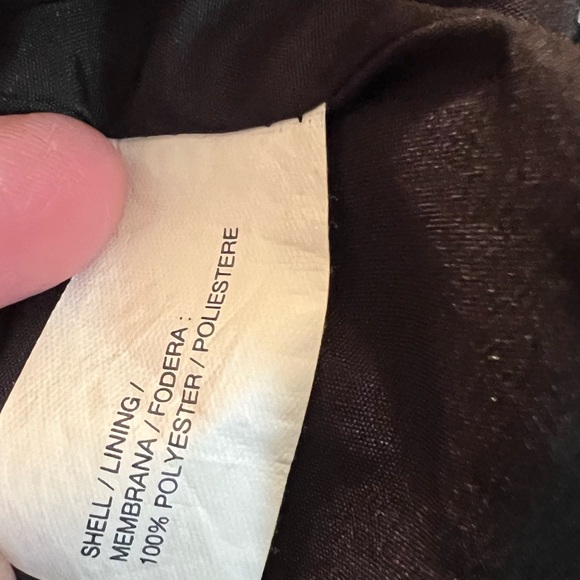 SHELL / LINING /
MEMBRANA / FODERA :
100% POLYESTER / POLIESTERE